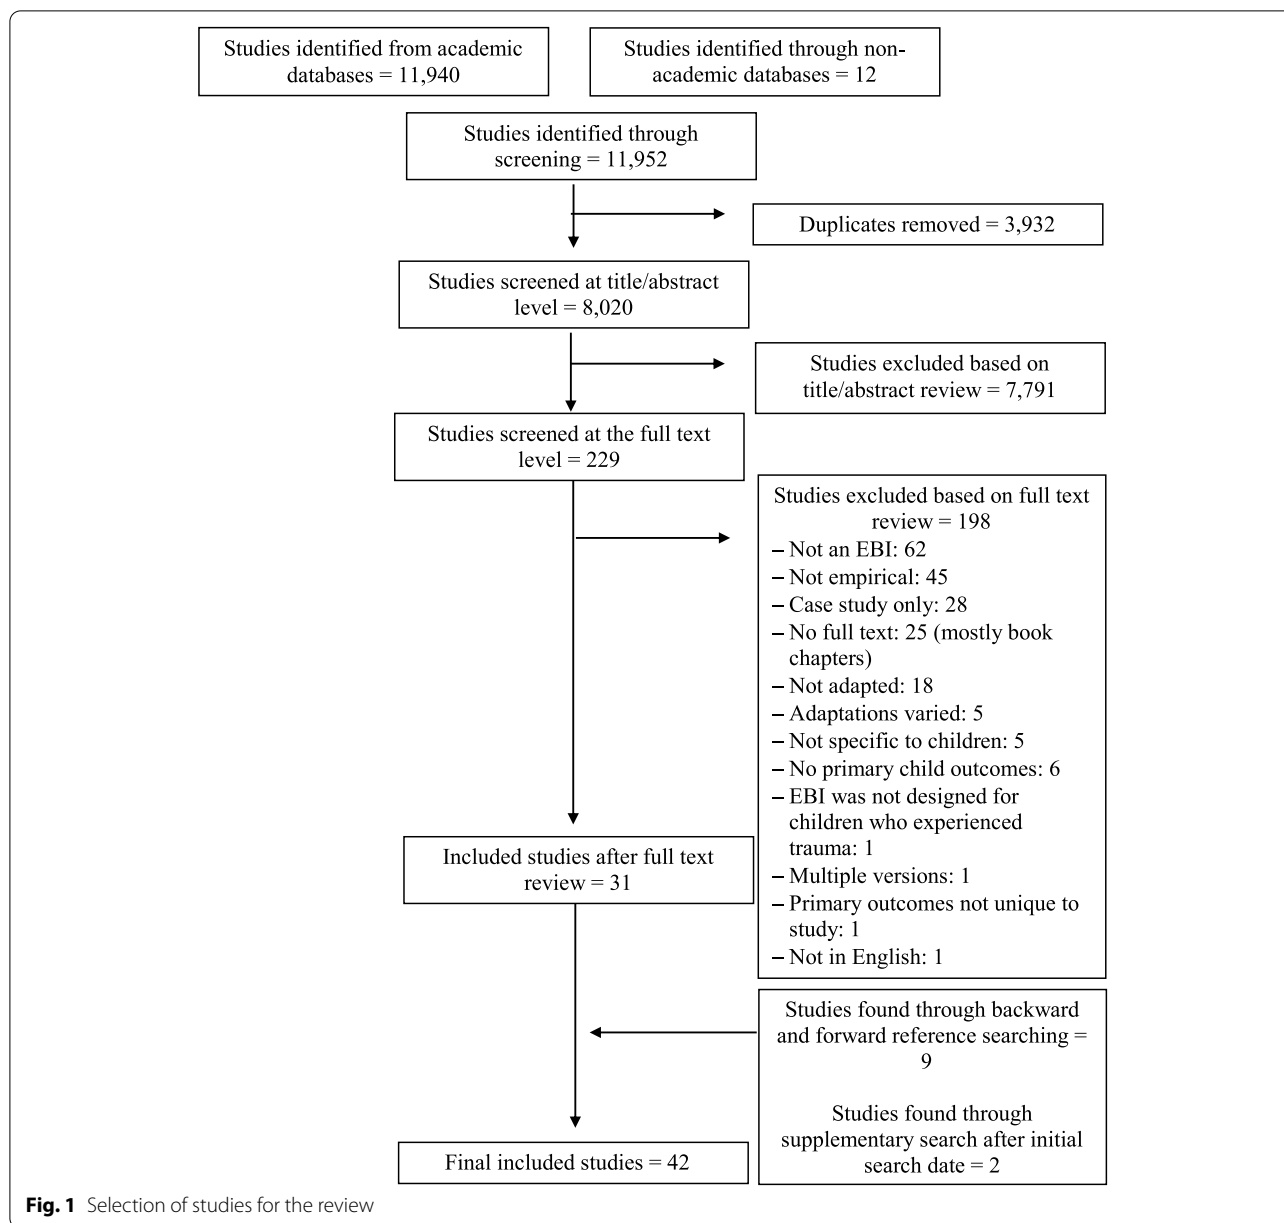 Studies identified from academic
databases = 11,940
Studies identified through non-
academic databases = 12
Studies identified through
screening = 11,952
Duplicates removed = 3,932
Studies screened at title/abstract
level = 8,020
Studies excluded based on
title/abstract review = 7,791
Studies screened at the full text
level = 229
Studies excluded based on full text
review = 198
– Not an EBI: 62
– Not empirical: 45
– Case study only: 28
– No full text: 25 (mostly book
chapters)
– Not adapted: 18
– Adaptations varied: 5
– Not specific to children: 5
– No primary child outcomes: 6
– EBI was not designed for
children who experienced
trauma: 1
– Multiple versions: 1
– Primary outcomes not unique to
study: 1
– Not in English: 1
Included studies after full text
review = 31
Studies found through backward
and forward reference searching =
9
Studies found through
supplementary search after initial
search date = 2
Final included studies = 42
Fig. 1 Selection of studies for the review